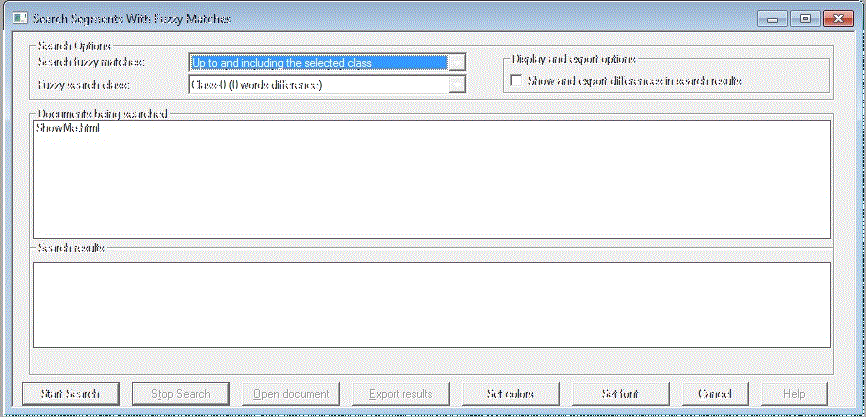 Search Segments With Fuzzy Matches
Search Options
Search fuzzy matches:
Up to and including the selected class
Fuzzy search class:
Class-0 (0 words difference)
Display and export options
Show and export differences in search results
Documents being searched
ShowMe.html
Search results
Start Search
Stop Search
Open document
Export results
Set colors
Set font
Cancel
Help